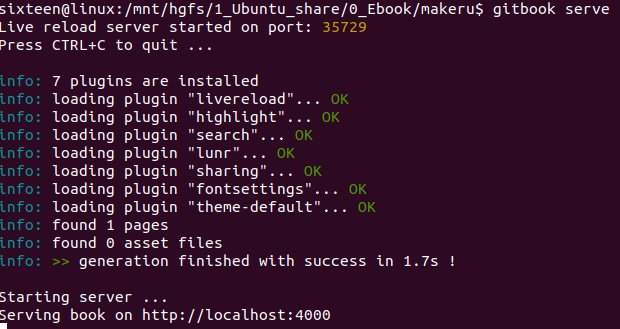 sixteen@linux:/mnt/hgfs/1_Ubuntu_share/0_Ebook/makeru$ gitbook serve
Live reload server started on port: 35729
Press CTRL+C to quit ...

info: 7 plugins are installed
info: loading plugin "livereload"... OK
info: loading plugin "highlight"... OK
info: loading plugin "search"... OK
info: loading plugin "lunr"... OK
info: loading plugin "sharing"... OK
info: loading plugin "fontsettings"... OK
info: loading plugin "theme-default"... OK
info: found 1 pages
info: found 0 asset files
info: >> generation finished with success in 1.7s !

Starting server ...
Serving book on http://localhost:4000